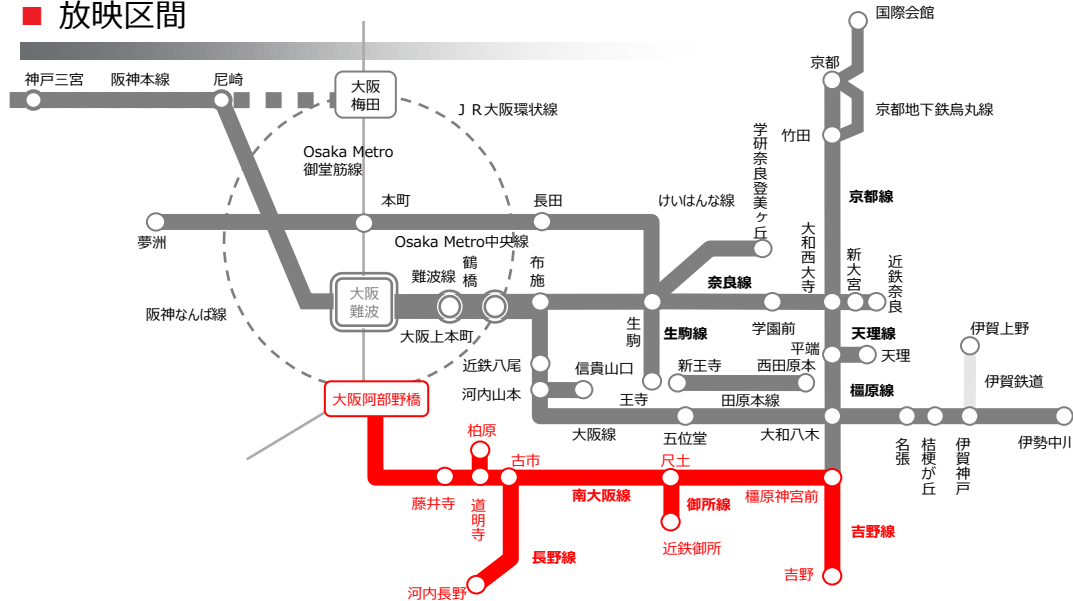 ■ 放映区間
国際会館
京都
京都地下鉄烏丸線
竹田
京都線
神戸三宮
阪神本線
尼崎
大阪
梅田
ＪＲ大阪環状線
Osaka Metro
御堂筋線
学研奈良登美ヶ丘
けいはんな線
本町
長田
夢洲
Osaka Metro中央線
難波線
鶴橋
布施
大和西大寺
新大宮
近鉄奈良
奈良線
大阪
難波
阪神なんば線
大阪上本町
生駒
生駒線
学園前
天理線
平端
天理
伊賀上野
近鉄八尾
信貴山口
新王寺
西田原本
伊賀鉄道
河内山本
王寺
田原本線
橿原線
大阪阿部野橋
大阪線
五位堂
大和八木
名張
桔梗が丘
伊賀神戸
伊勢中川
柏原
古市
尺土
藤井寺
道明寺
南大阪線
御所線
橿原神宮前
長野線
近鉄御所
吉野線
河内長野
吉野